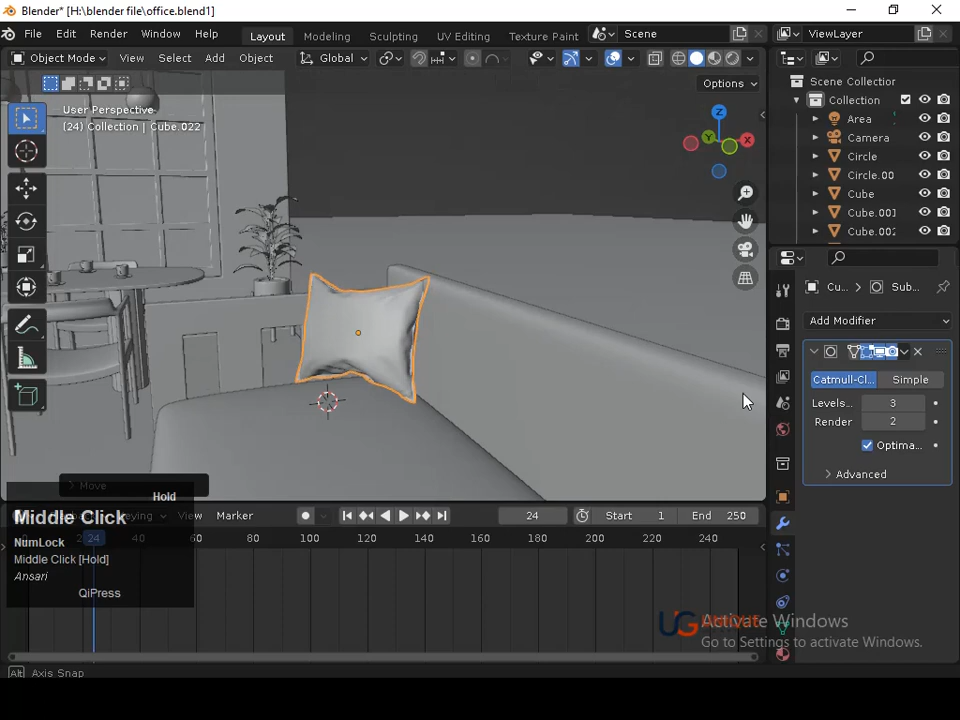 Blender* [H:\blender file\office.blend1]
File Edit Render Window Help Layout Modeling Sculpting UV Editing Texture Paint Scene ViewLayer
Object Mode View Select Add Object Global
Options
User Perspective
(24) Collection | Cube.022
Z
Y
X
Scene Collection
Collection
Area
Camera
Circle
Circle.00
Cube
Cube.001
Cube.002
Cu... Sub...
Add Modifier
Catmull-Cl... Simple
Levels... 3
Render 2
Optima...
Advanced
Move
Hold
Middle Click
NumLock
Middle Click [Hold]
Ansari
QiPress
View Marker
24 Start 1 End 250
24 40 60 80 100 120 140 160 180 200 220 240
UG
Activate Windows
Go to Settings to activate Windows.
Alt Axis Snap